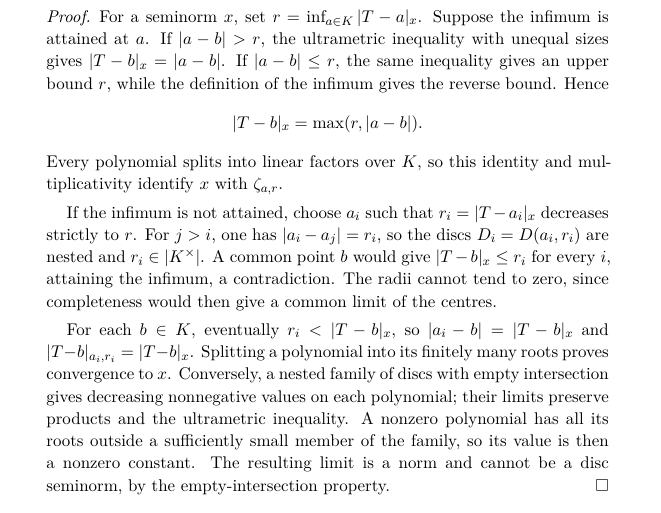 Proof. For a seminorm x, set r = inf_{a∈K} |T − a|_x. Suppose the infimum is
attained at a. If |a − b| > r, the ultrametric inequality with unequal sizes
gives |T − b|_x = |a − b|. If |a − b| ≤ r, the same inequality gives an upper
bound r, while the definition of the infimum gives the reverse bound. Hence
|T − b|_x = max(r, |a − b|).
Every polynomial splits into linear factors over K, so this identity and mul-
tiplicativity identify x with ζ_{a,r}.
If the infimum is not attained, choose a_i such that r_i = |T − a_i|_x decreases
strictly to r. For j > i, one has |a_i − a_j| = r_i, so the discs D_i = D(a_i, r_i) are
nested and r_i ∈ |K^×|. A common point b would give |T − b|_x ≤ r_i for every i,
attaining the infimum, a contradiction. The radii cannot tend to zero, since
completeness would then give a common limit of the centres.
For each b ∈ K, eventually r_i < |T − b|_x, so |a_i − b| = |T − b|_x and
|T−b|_{a_i,r_i} = |T−b|_x. Splitting a polynomial into its finitely many roots proves
convergence to x. Conversely, a nested family of discs with empty intersection
gives decreasing nonnegative values on each polynomial; their limits preserve
products and the ultrametric inequality. A nonzero polynomial has all its
roots outside a sufficiently small member of the family, so its value is then
a nonzero constant. The resulting limit is a norm and cannot be a disc
seminorm, by the empty-intersection property. □